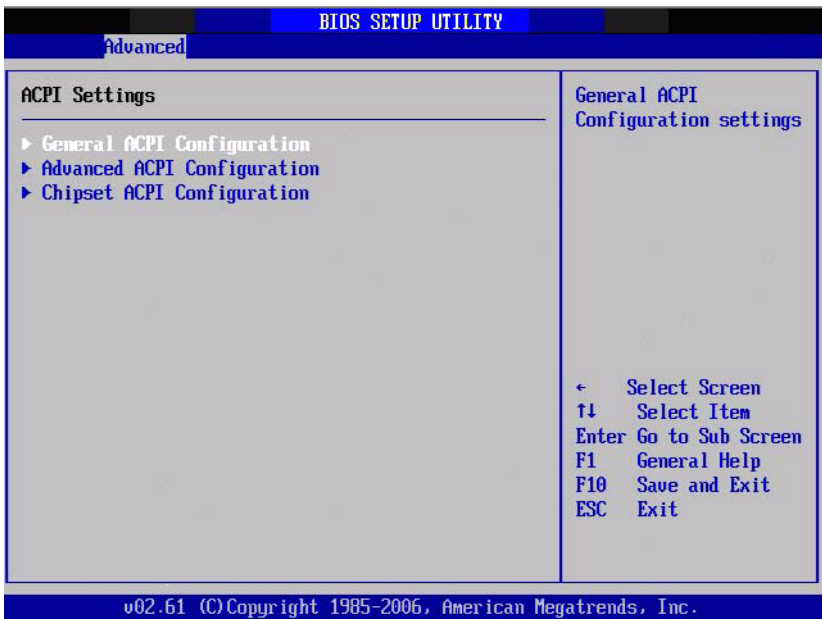 BIOS SETUP UTILITY
Advanced
ACPI Settings
▶ General ACPI Configuration
▶ Advanced ACPI Configuration
▶ Chipset ACPI Configuration
General ACPI
Configuration settings
← Select Screen
↑↓ Select Item
Enter Go to Sub Screen
F1 General Help
F10 Save and Exit
ESC Exit
v02.61 (C)Copyright 1985-2006, American Megatrends, Inc.